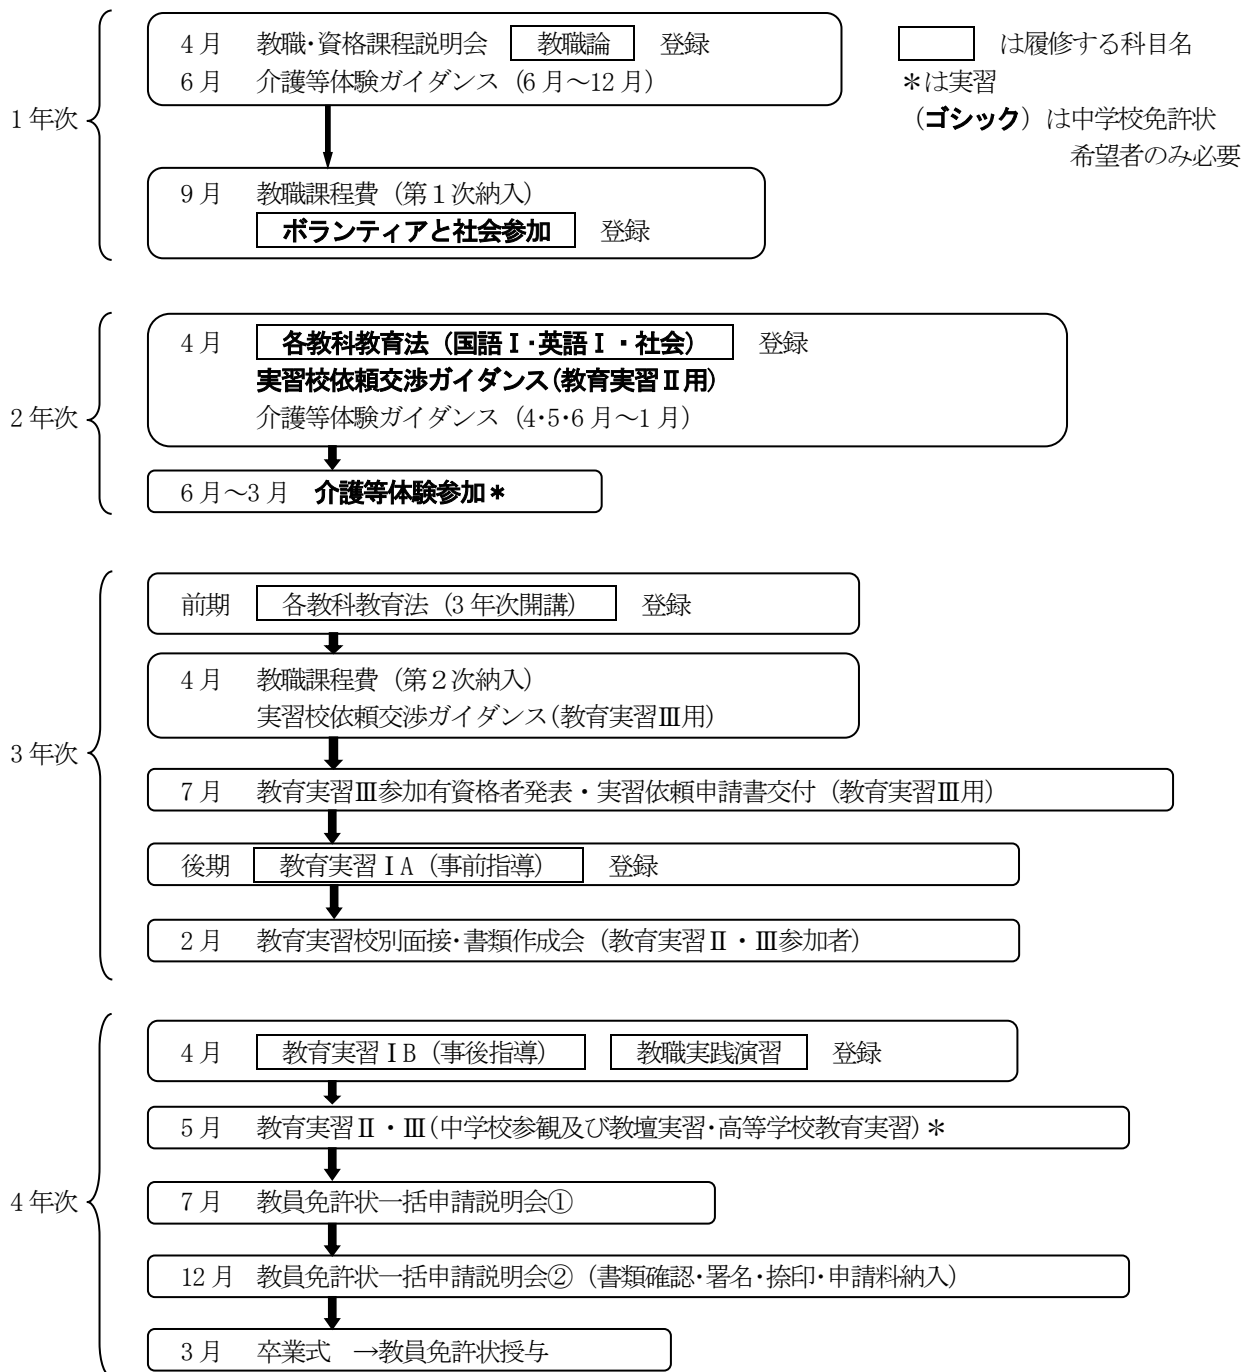 1年次
4月 教職・資格課程説明会 教職論 登録
6月 介護等体験ガイダンス（6月～12月）
9月 教職課程費（第１次納入）
ボランティアと社会参加 登録
は履修する科目名
＊は実習
（ゴシック）は中学校免許状
希望者のみ必要
2年次
4月 各教科教育法（国語Ⅰ・英語Ⅰ・社会） 登録
実習校依頼交渉ガイダンス(教育実習Ⅱ用)
介護等体験ガイダンス（4・5・6月～1月）
6月～3月 介護等体験参加＊
3年次
前期 各教科教育法（3年次開講） 登録
4月 教職課程費（第２次納入）
実習校依頼交渉ガイダンス(教育実習Ⅲ用)
7月 教育実習Ⅲ参加有資格者発表・実習依頼申請書交付（教育実習Ⅲ用）
後期 教育実習ⅠA（事前指導） 登録
2月 教育実習校別面接・書類作成会（教育実習Ⅱ・Ⅲ参加者）
4年次
4月 教育実習ⅠB（事後指導） 教職実践演習 登録
5月 教育実習Ⅱ・Ⅲ(中学校参観及び教壇実習・高等学校教育実習)＊
7月 教員免許状一括申請説明会①
12月 教員免許状一括申請説明会②（書類確認・署名・捺印・申請料納入）
3月 卒業式 →教員免許状授与